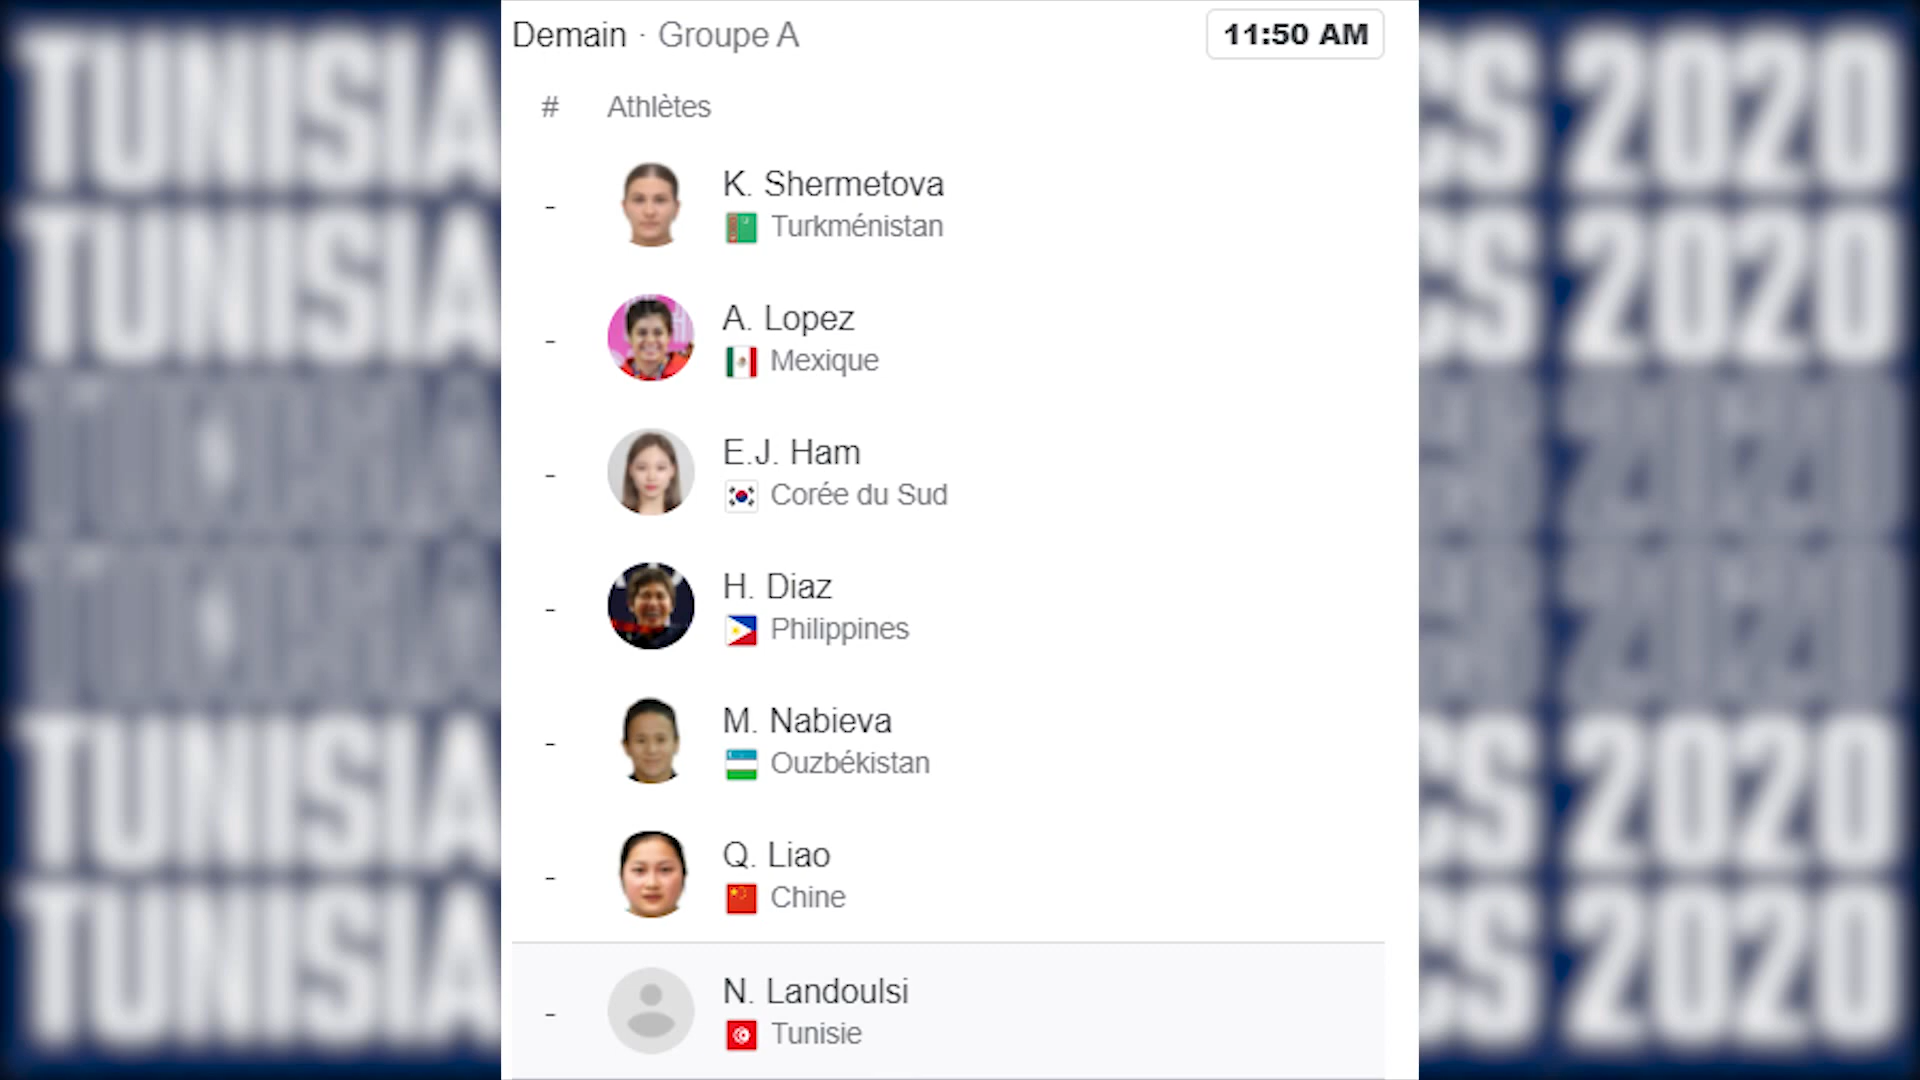 Demain · Groupe A 11:50 AM
# Athlètes
- K. Shermetova
Turkménistan
- A. Lopez
Mexique
- E.J. Ham
Corée du Sud
- H. Diaz
Philippines
- M. Nabieva
Ouzbékistan
- Q. Liao
Chine
- N. Landoulsi
Tunisie
TUNISIA
TUNISIA
TUNISIA
TUNISIA
CS 2020
CS 2020
CS 2020
CS 2020